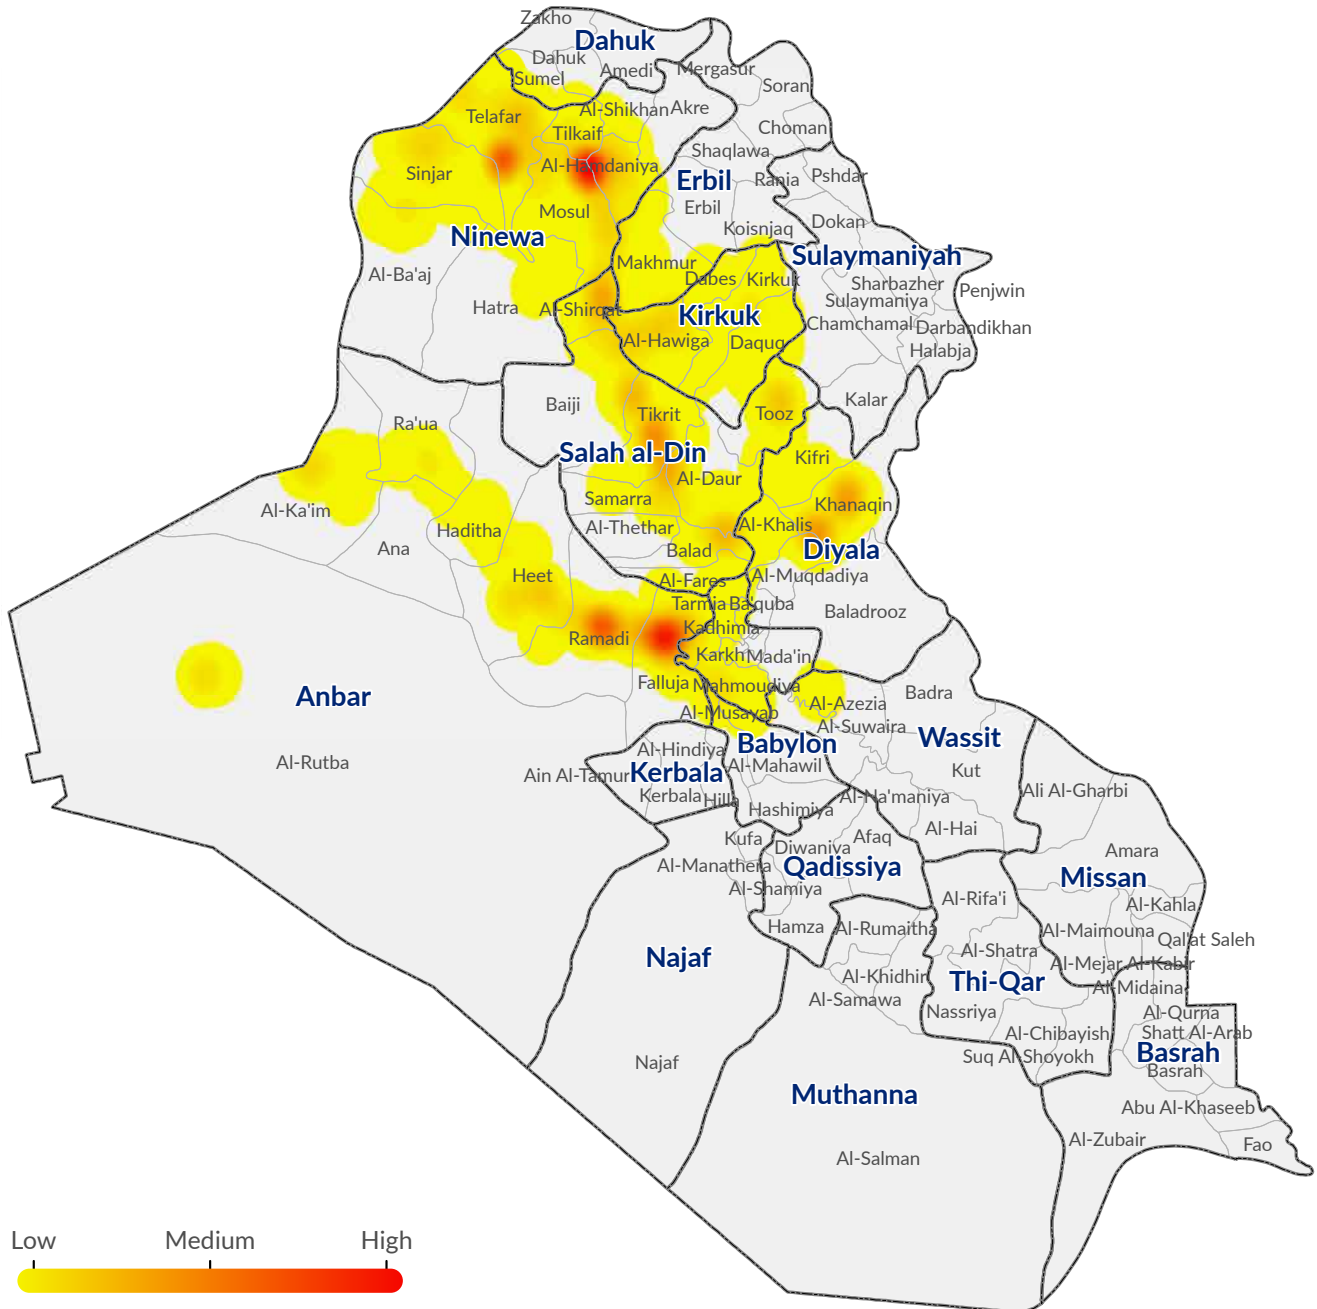 Zakho
Dahuk
Dahuk
Amedi
Sumel
Mergasur
Soran
Al-Shikhan
Akre
Telafar
Tilkaif
Choman
Shaqlawa
Al-Hamdaniya
Sinjar
Erbil
Rania
Pshdar
Erbil
Mosul
Dokan
Koisnjaq
Ninewa
Sulaymaniyah
Makhmur
Al-Ba'aj
Dabes
Kirkuk
Sharbazher
Penjwin
Sulaymaniya
Hatra
Al-Shirqat
Kirkuk
Chamchamal
Darbandikhan
Al-Hawiga
Daquq
Halabja
Baiji
Kalar
Tikrit
Tooz
Ra'ua
Salah al-Din
Kifri
Al-Daur
Samarra
Khanaqin
Al-Ka'im
Al-Thethar
Al-Khalis
Haditha
Ana
Balad
Diyala
Heet
Al-Fares
Al-Muqdadiya
Tarmia
Ba'quba
Baladrooz
Kadhimia
Ramadi
Karkh
Mada'in
Falluja
Mahmoudiya
Anbar
Al-Azezia
Badra
Al-Musayab
Al-Suwaira
Wassit
Babylon
Al-Hindiya
Al-Rutba
Ain Al-Tamur
Kerbala
Al-Mahawil
Kut
Kerbala
Hilla
Hashimiya
Al-Na'maniya
Ali Al-Gharbi
Al-Hai
Kufa
Diwaniya
Afaq
Amara
Al-Manathera
Qadissiya
Missan
Al-Shamiya
Al-Rifa'i
Al-Kahla
Hamza
Al-Rumaitha
Al-Maimouna
Qal'at Saleh
Najaf
Al-Shatra
Al-Mejar Al-Kabir
Al-Khidhir
Thi-Qar
Al-Midaina
Al-Samawa
Nassriya
Al-Qurna
Al-Chibayish
Shatt Al-Arab
Suq Al-Shoyokh
Basrah
Najaf
Basrah
Muthanna
Abu Al-Khaseeb
Al-Zubair
Fao
Al-Salman
Low
Medium
High